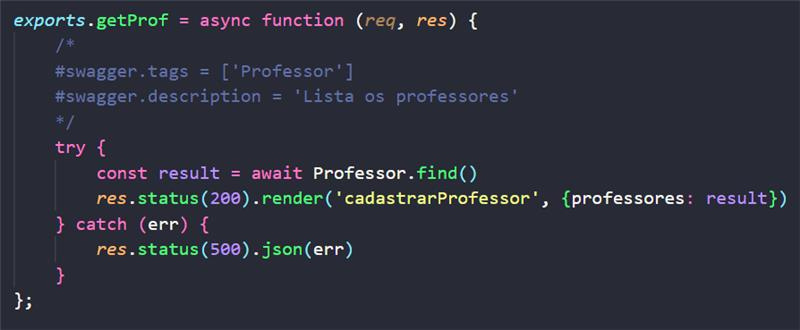 exports.getProf = async function (req, res) {
/*
#swagger.tags = ['Professor']
#swagger.description = 'Lista os professores'
*/
try {
const result = await Professor.find()
res.status(200).render('cadastrarProfessor', {professores: result})
} catch (err) {
res.status(500).json(err)
}
};